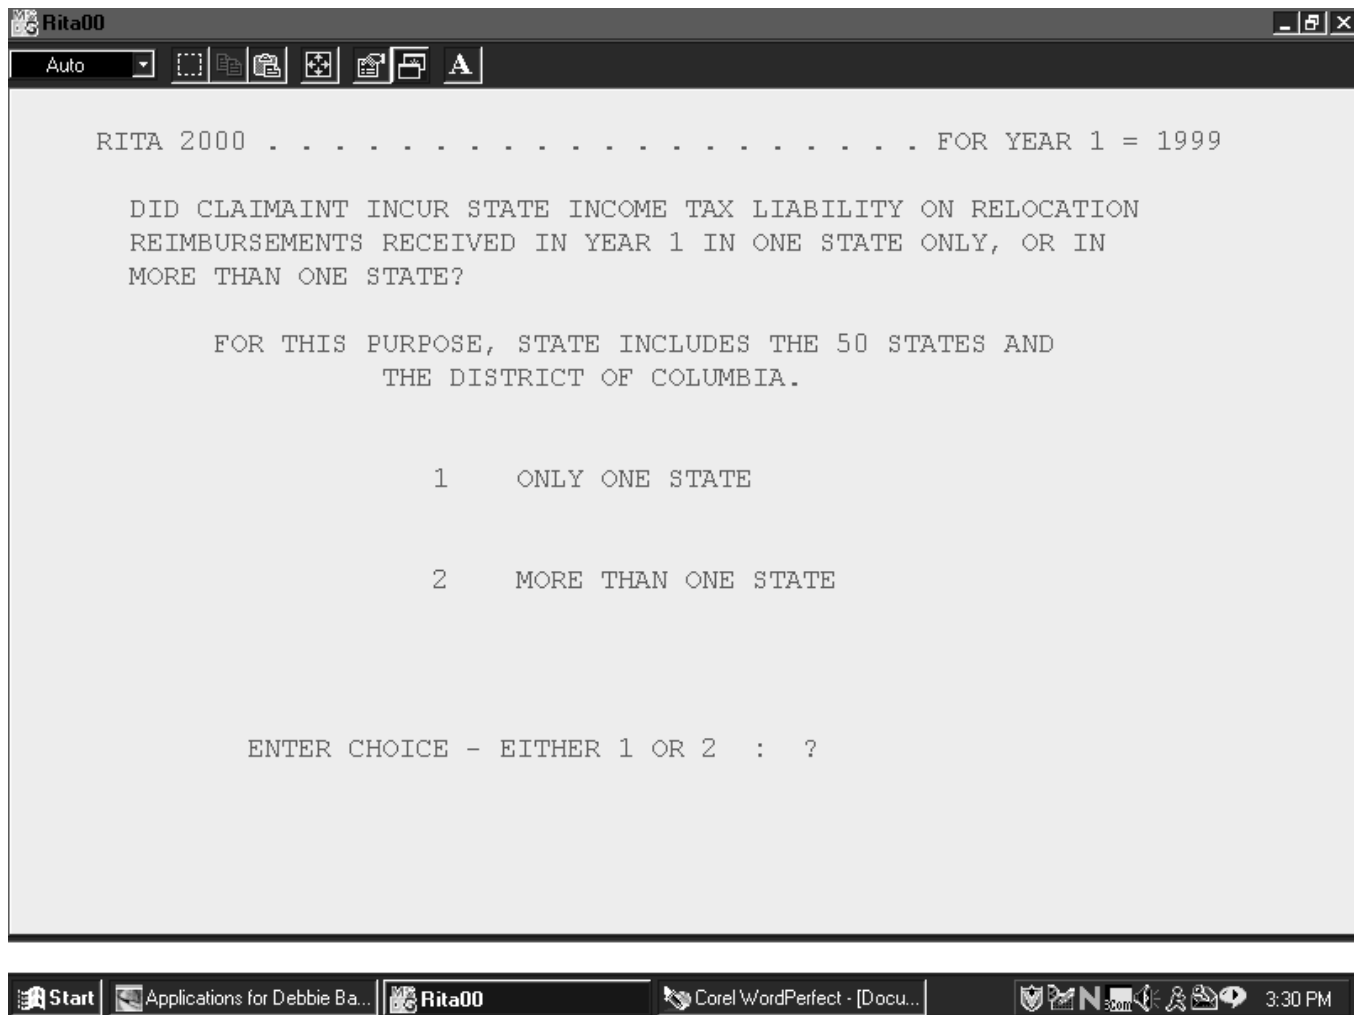 Rita00
Auto
A
RITA 2000 . . . . . . . . . . . . . . . . . . . . FOR YEAR 1 = 1999
DID CLAIMAINT INCUR STATE INCOME TAX LIABILITY ON RELOCATION
REIMBURSEMENTS RECEIVED IN YEAR 1 IN ONE STATE ONLY, OR IN
MORE THAN ONE STATE?
FOR THIS PURPOSE, STATE INCLUDES THE 50 STATES AND
THE DISTRICT OF COLUMBIA.
1 ONLY ONE STATE
2 MORE THAN ONE STATE
ENTER CHOICE - EITHER 1 OR 2 : ?
Start Applications for Debbie Ba... Rita00 Corel WordPerfect - [Docu... N 3Com 3:30 PM